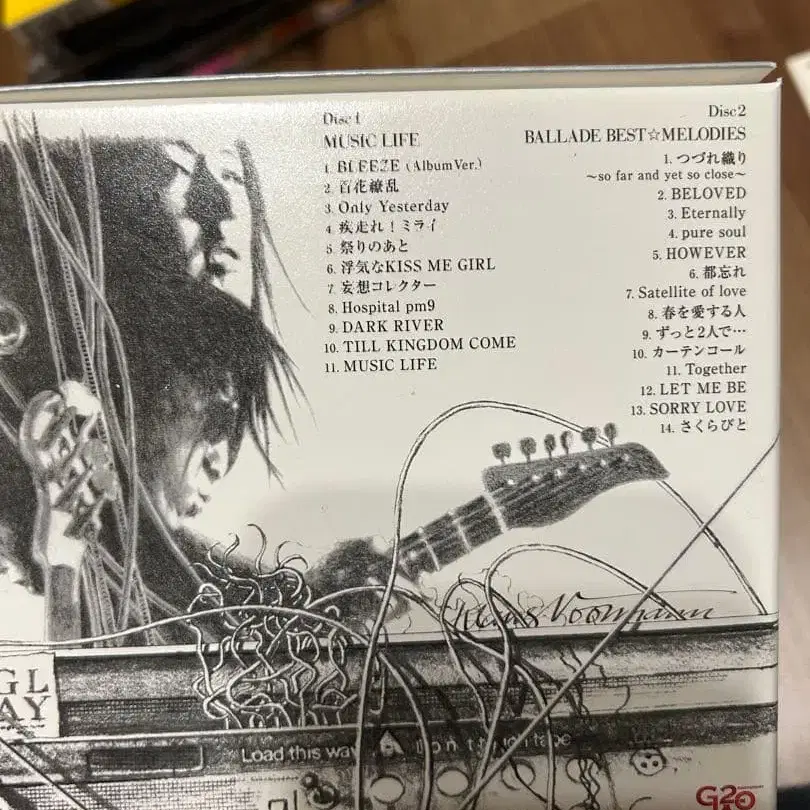 Disc 1
MUSIC LIFE
1. BLEEZE (Album Ver.)
2. 百花繚乱
3. Only Yesterday
4. 疾走れ！ミライ
5. 祭りのあと
6. 浮気なKISS ME GIRL
7. 妄想コレクター
8. Hospital pm9
9. DARK RIVER
10. TILL KINGDOM COME
11. MUSIC LIFE
Disc2
BALLADE BEST☆MELODIES
1. つづれ織り
～so far and yet so close～
2. BELOVED
3. Eternally
4. pure soul
5. HOWEVER
6. 都忘れ
7. Satellite of love
8. 春を愛する人
9. ずっと2人で…
10. カーテンコール
11. Together
12. LET ME BE
13. SORRY LOVE
14. さくらびと
Klaus Voormann
GL
AY
Load this way